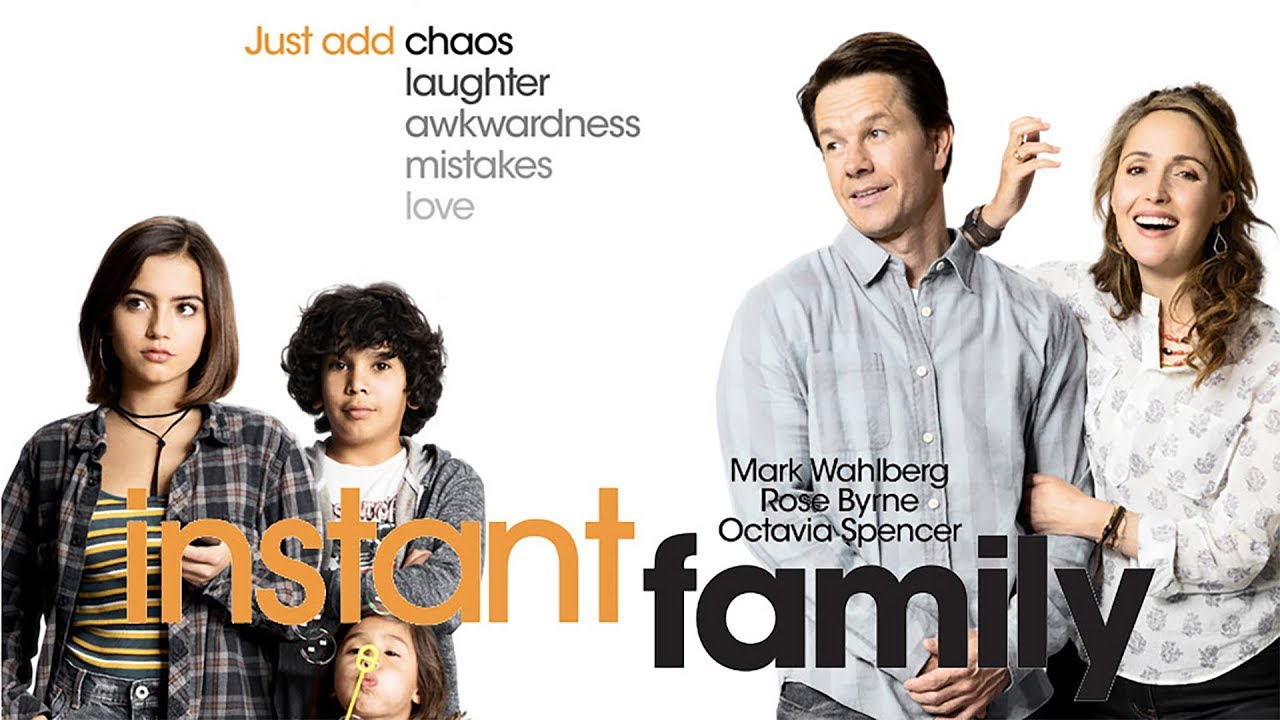 Just add chaos
laughter
awkwardness
mistakes
love
Mark Wahlberg
Rose Byrne
Octavia Spencer
instant
family